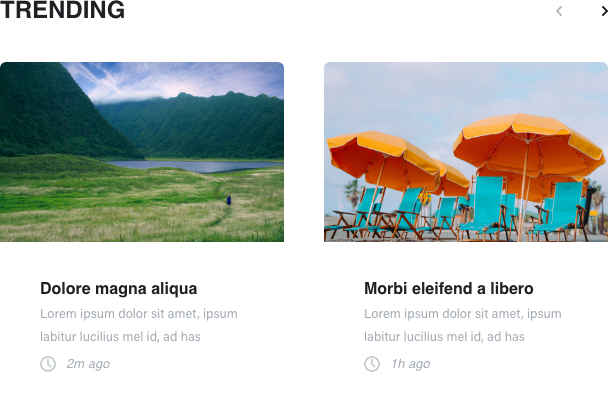 TRENDING
Dolore magna aliqua
Lorem ipsum dolor sit amet, ipsum
labitur lucilius mel id, ad has
2m ago
Morbi eleifend a libero
Lorem ipsum dolor sit amet, ipsum
labitur lucilius mel id, ad has
1h ago